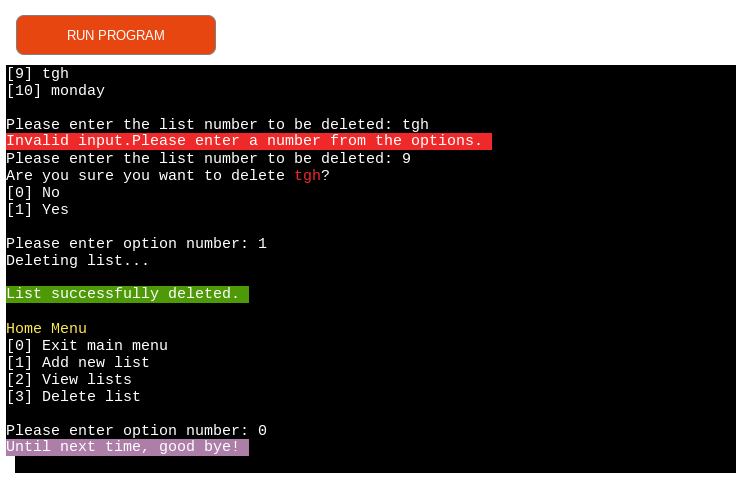 RUN PROGRAM
[9] tgh
[10] monday
Please enter the list number to be deleted: tgh
Invalid input.Please enter a number from the options.
Please enter the list number to be deleted: 9
Are you sure you want to delete tgh?
[0] No
[1] Yes
Please enter option number: 1
Deleting list...
List successfully deleted.
Home Menu
[0] Exit main menu
[1] Add new list
[2] View lists
[3] Delete list
Please enter option number: 0
Until next time, good bye!